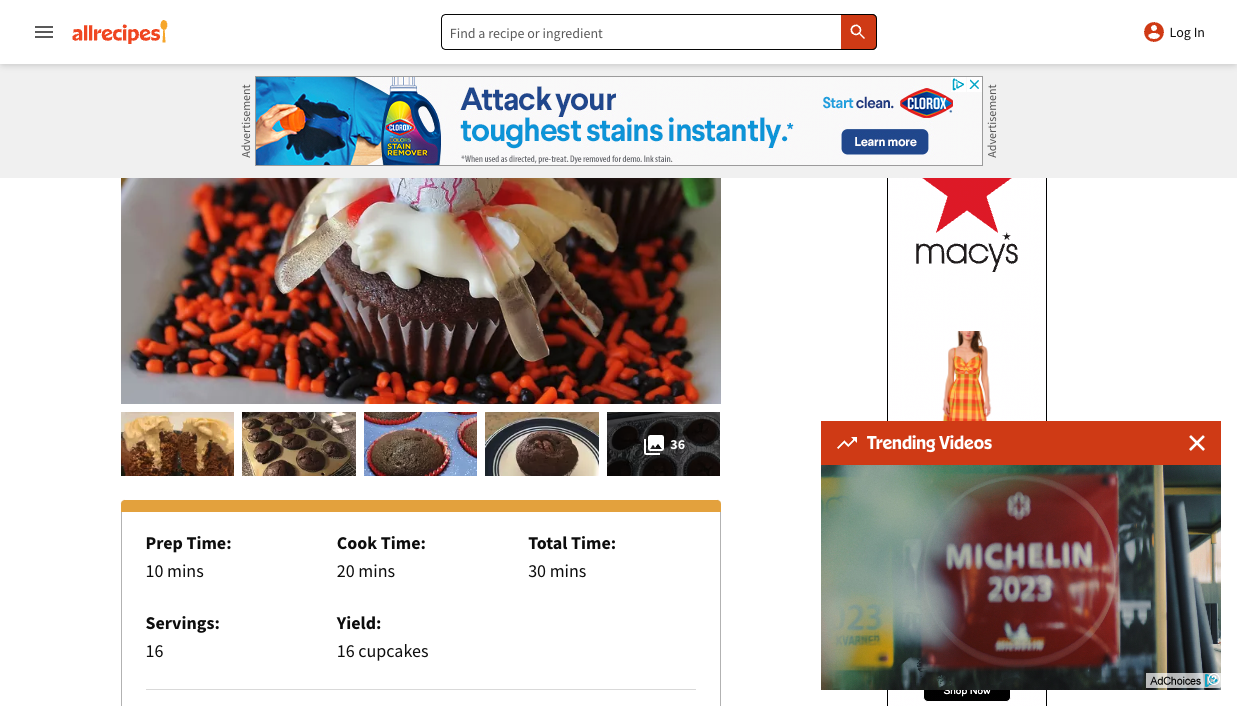 allrecipes
Find a recipe or ingredient
Log In
Advertisement
CLOROX
COLORS
STAIN
REMOVER
Attack your
toughest stains instantly.*
*When used as directed, pre-treat. Dye removed for demo. Ink stain.
Start clean. CLOROX
Learn more
Advertisement
macy's
36
Trending Videos
MICHELIN
2023
MICHELIN
AdChoices
Shop Now
Prep Time:
10 mins
Cook Time:
20 mins
Total Time:
30 mins
Servings:
16
Yield:
16 cupcakes